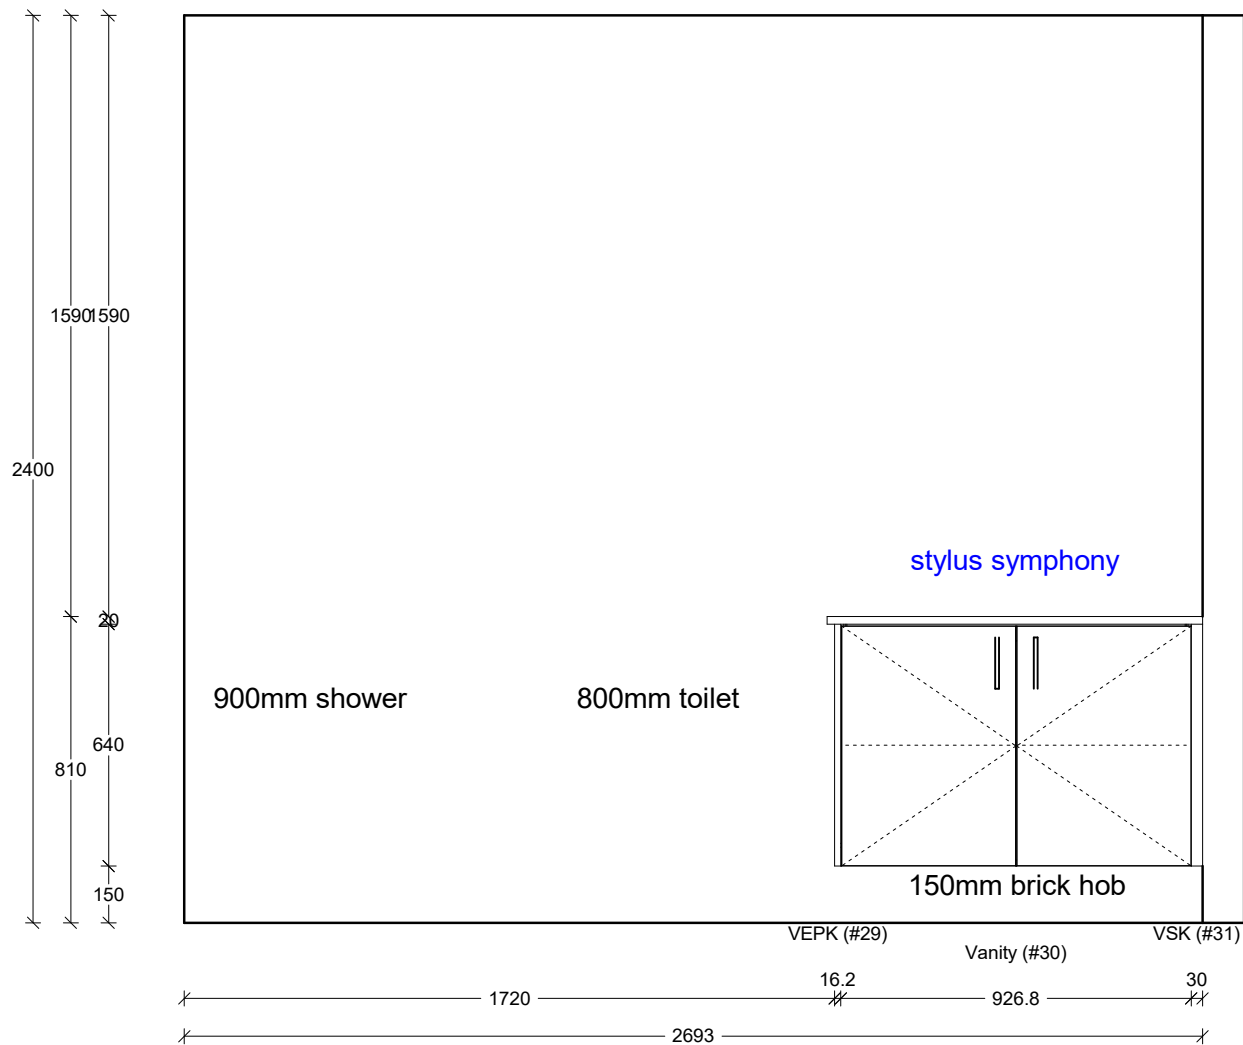 1590
1590
2400
stylus symphony
20
900mm shower
800mm toilet
640
810
150mm brick hob
150
VEPK (#29)
VSK (#31)
Vanity (#30)
16.2
30
1720
926.8
2693